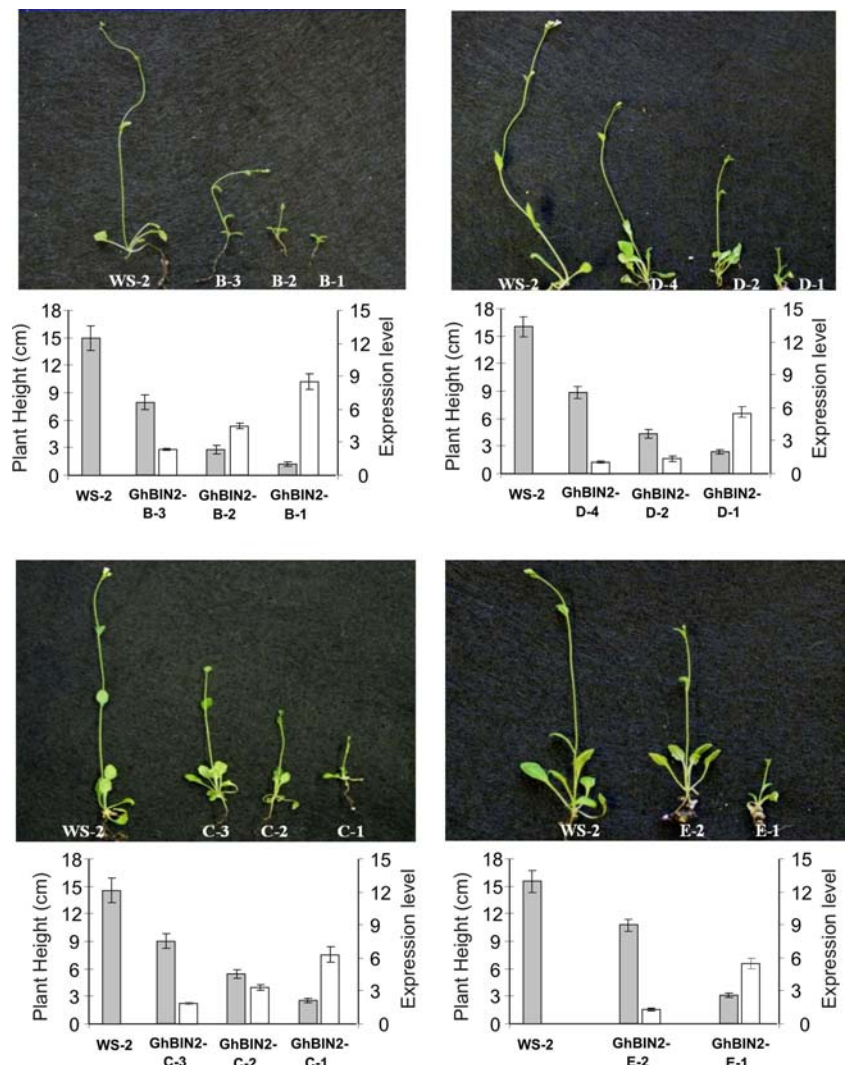 WS-2 B-3 B-2 B-1
18
15
12
9
6
3
0
Plant Height (cm)
15
12
9
6
3
0
Expression level
WS-2 GhBIN2- GhBIN2- GhBIN2-
B-3 B-2 B-1
WS-2 D-4 D-2 D-1
18
15
12
9
6
3
0
Plant Height (cm)
15
12
9
6
3
0
Expression level
WS-2 GhBIN2- GhBIN2- GhBIN2-
D-4 D-2 D-1
WS-2 C-3 C-2 C-1
18
15
12
9
6
3
0
Plant Height (cm)
15
12
9
6
3
0
Expression level
WS-2 GhBIN2- GhBIN2- GhBIN2-
C-3 C-2 C-1
WS-2 E-2 E-1
18
15
12
9
6
3
0
Plant Height (cm)
15
12
9
6
3
0
Expression level
WS-2 GhBIN2- GhBIN2-
E-2 E-1